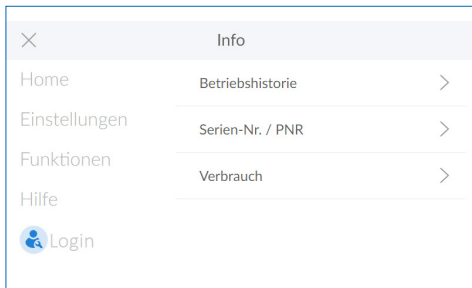 Info
Home
Einstellungen
Funktionen
Hilfe
Login
Betriebshistorie
Serien-Nr. / PNR
Verbrauch